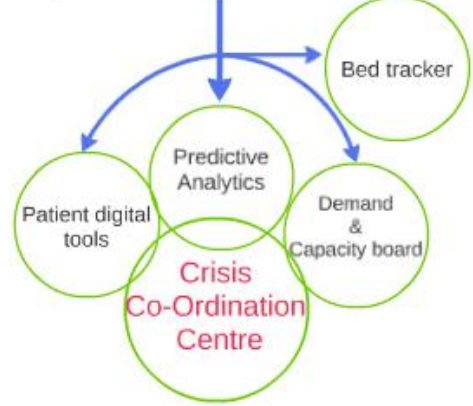 Bed tracker
Predictive
Analytics
Patient digital
tools
Demand
&
Capacity board
Crisis
Co-Ordination
Centre